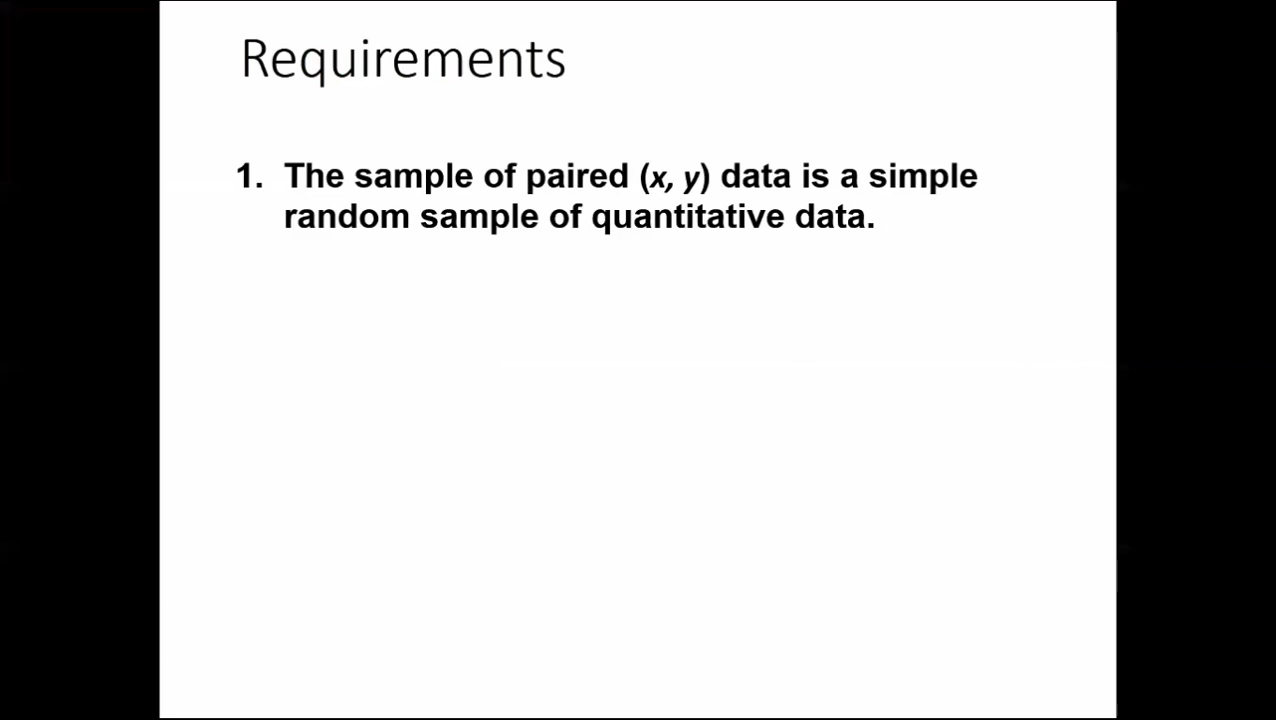 Requirements
1. The sample of paired (x, y) data is a simple
random sample of quantitative data.